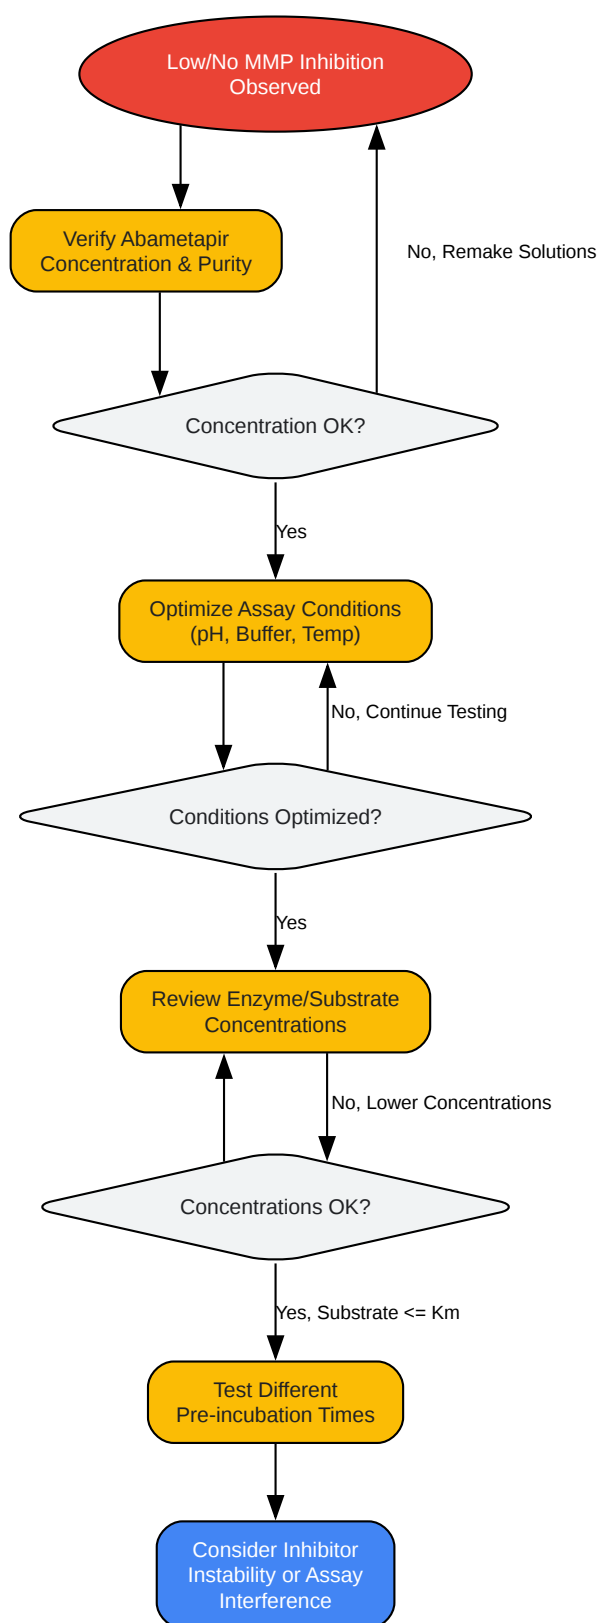 Low/No MMP Inhibition
Observed
Verify Abametapir
Concentration & Purity
No, Remake Solutions
Concentration OK?
Yes
Optimize Assay Conditions
(pH, Buffer, Temp)
No, Continue Testing
Conditions Optimized?
Yes
Review Enzyme/Substrate
Concentrations
No, Lower Concentrations
Concentrations OK?
Yes, Substrate <= Km
Test Different
Pre-incubation Times
Consider Inhibitor
Instability or Assay
Interference